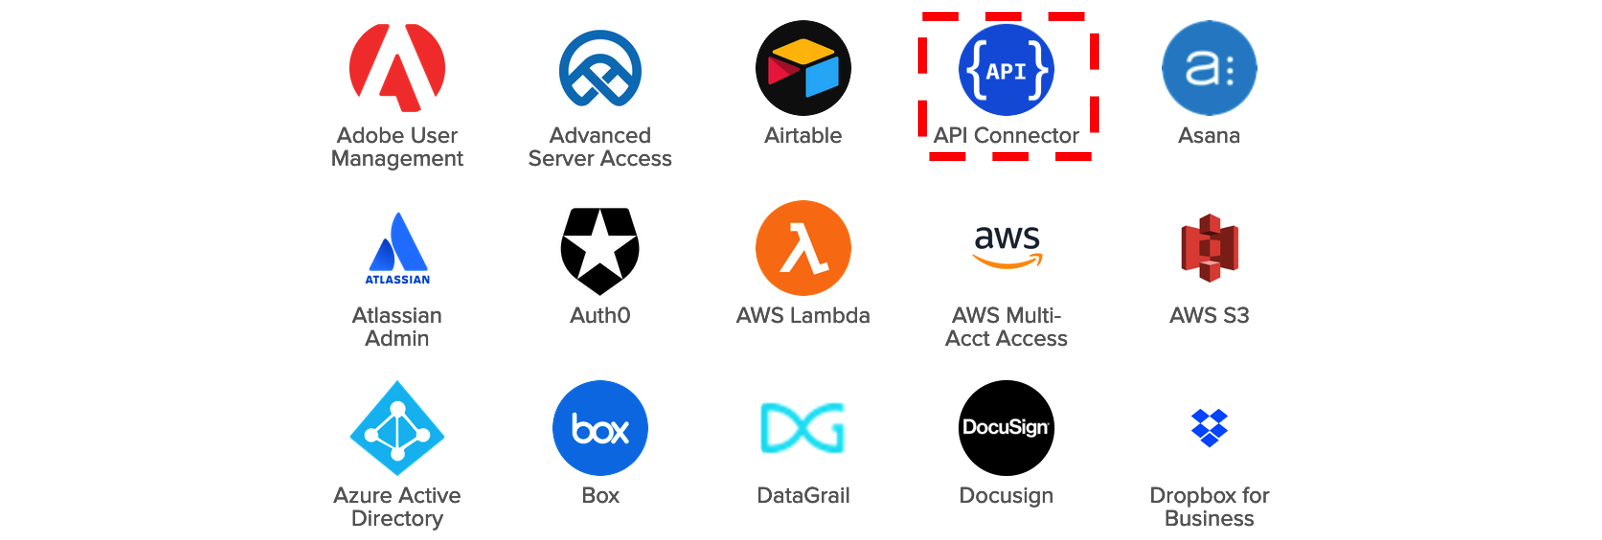 {API}
a:
Adobe User
Management
Advanced
Server Access
Airtable
API Connector
Asana
ATLASSIAN
λ
aws
Atlassian
Admin
Auth0
AWS Lambda
AWS Multi-
Acct Access
AWS S3
box
DG
DocuSign
Azure Active
Directory
Box
DataGrail
Docusign
Dropbox for
Business